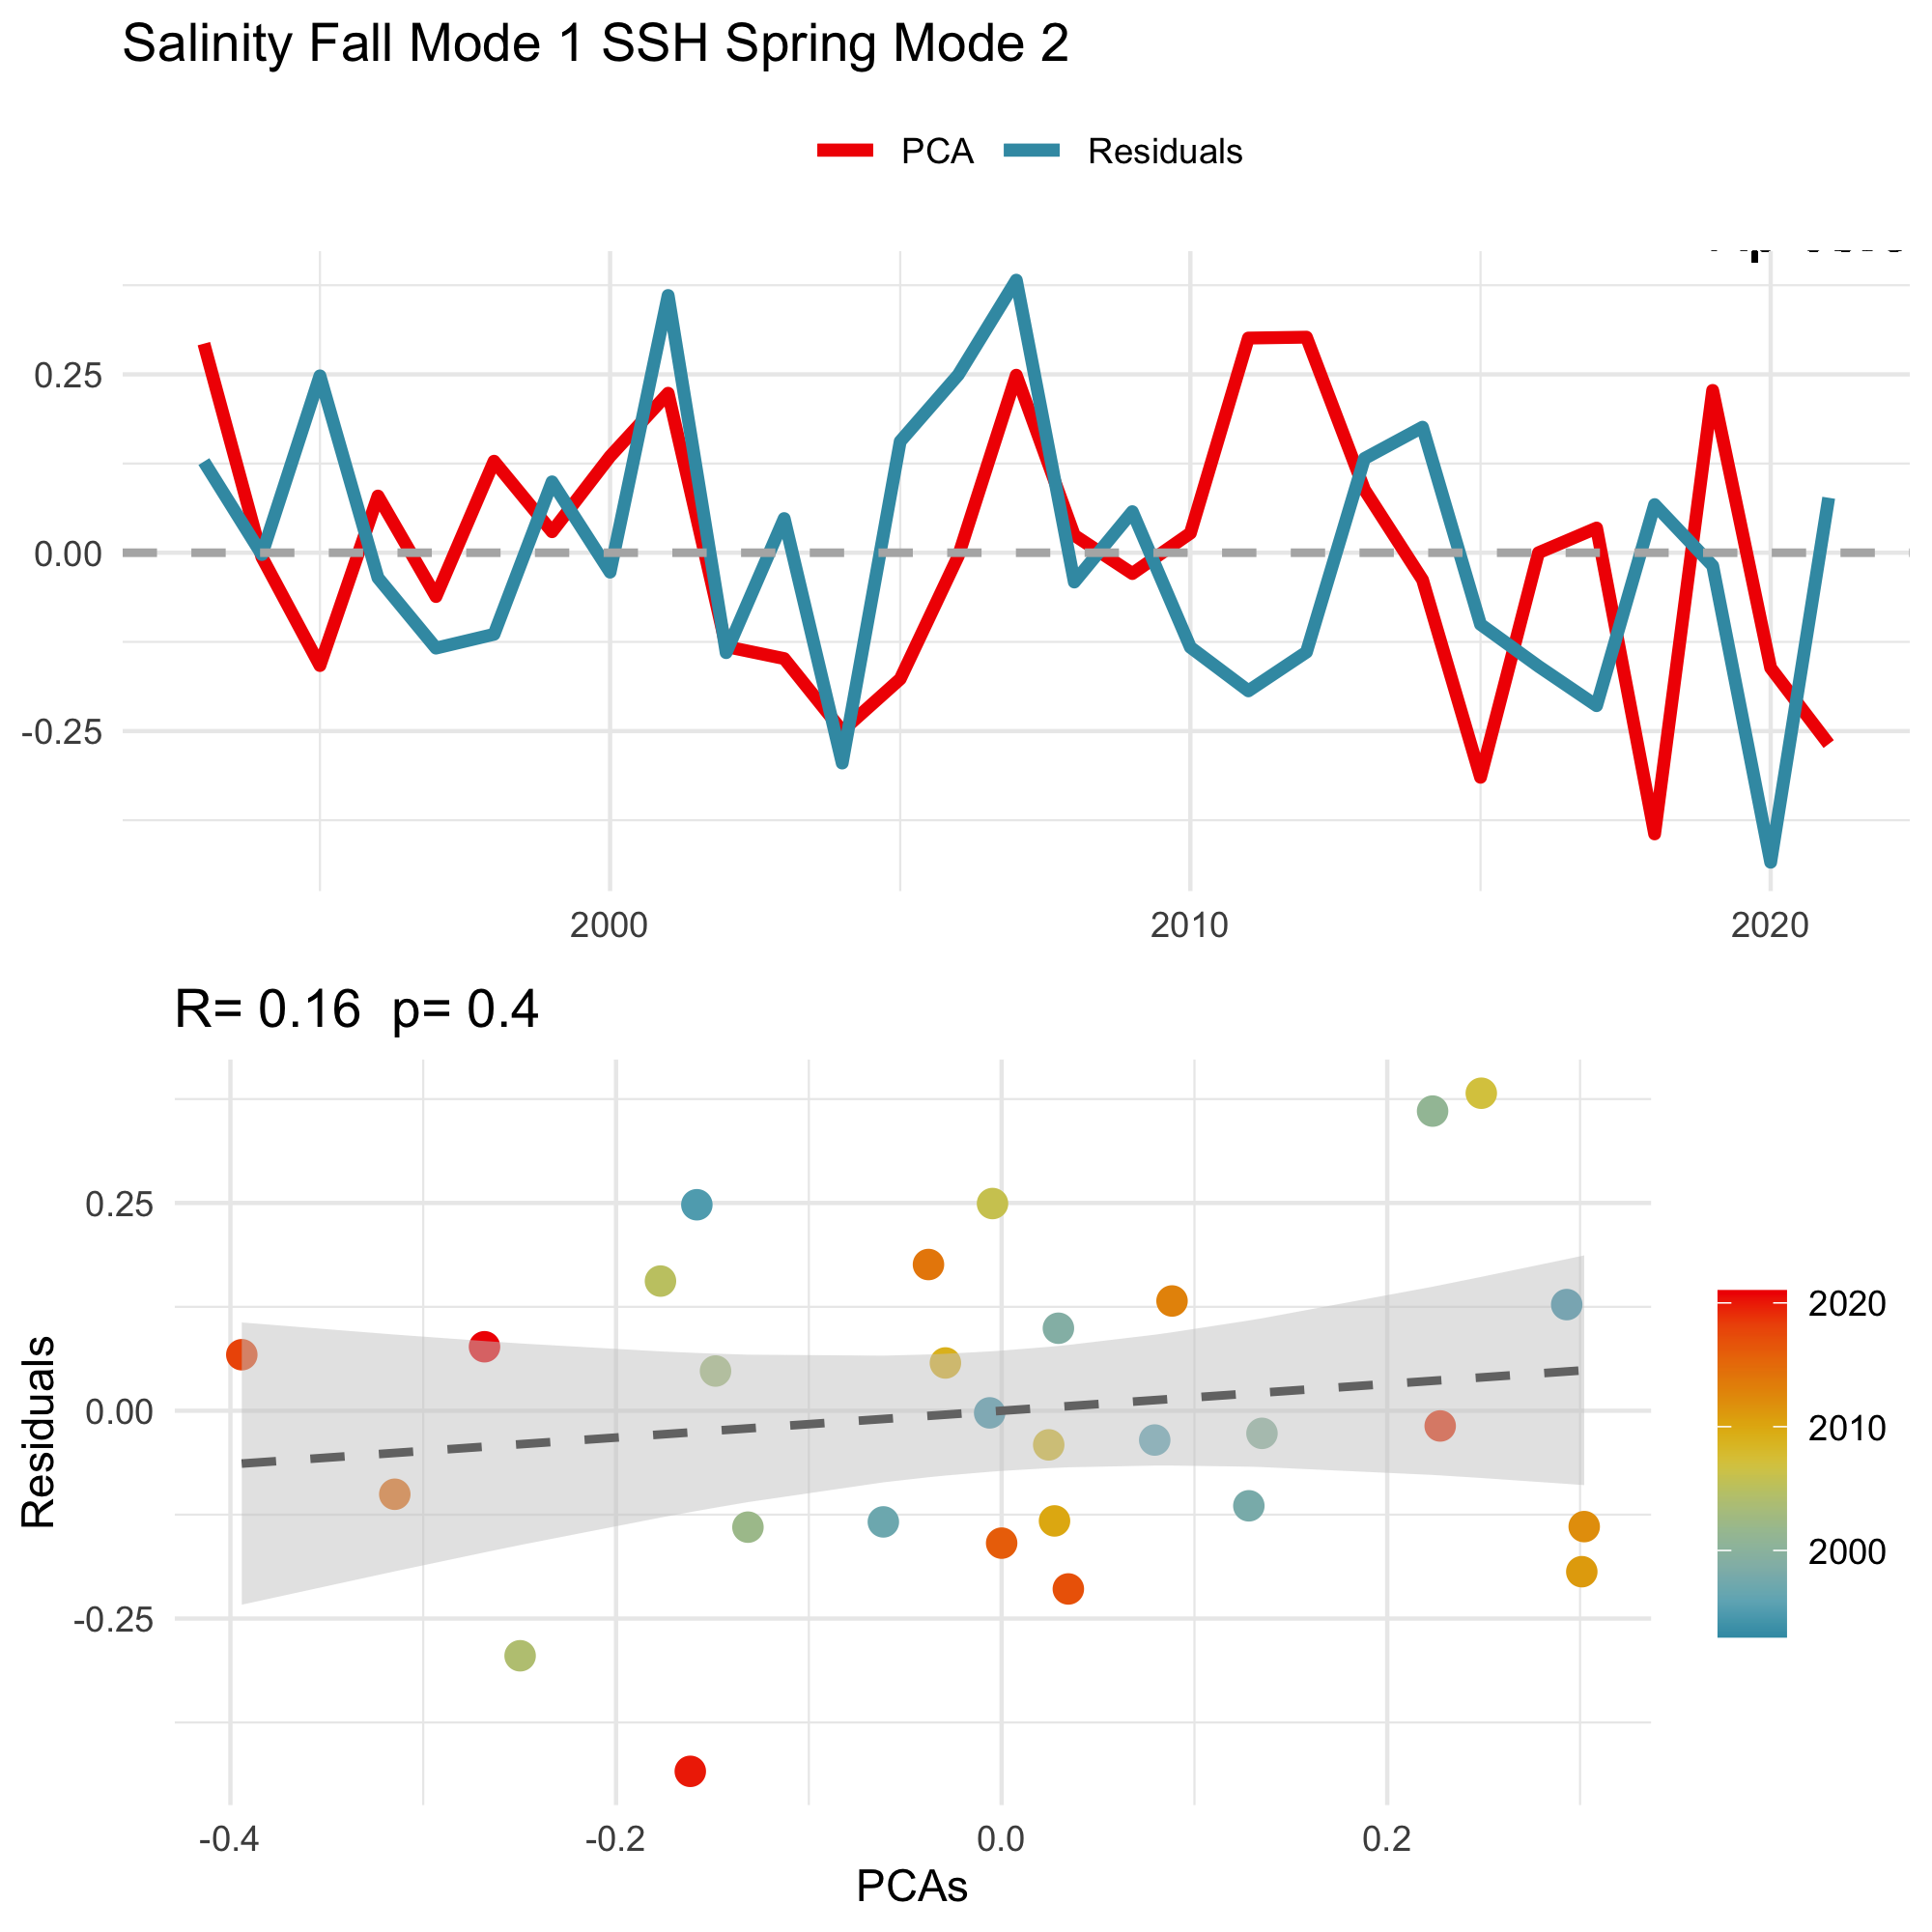 Salinity Fall Mode 1 SSH Spring Mode 2
PCA Residuals
0.25
0.00
-0.25
2000 2010 2020
R= 0.16 p= 0.4
Residuals
0.25
0.00
-0.25
-0.4 -0.2 0.0 0.2
PCAs
2020
2010
2000